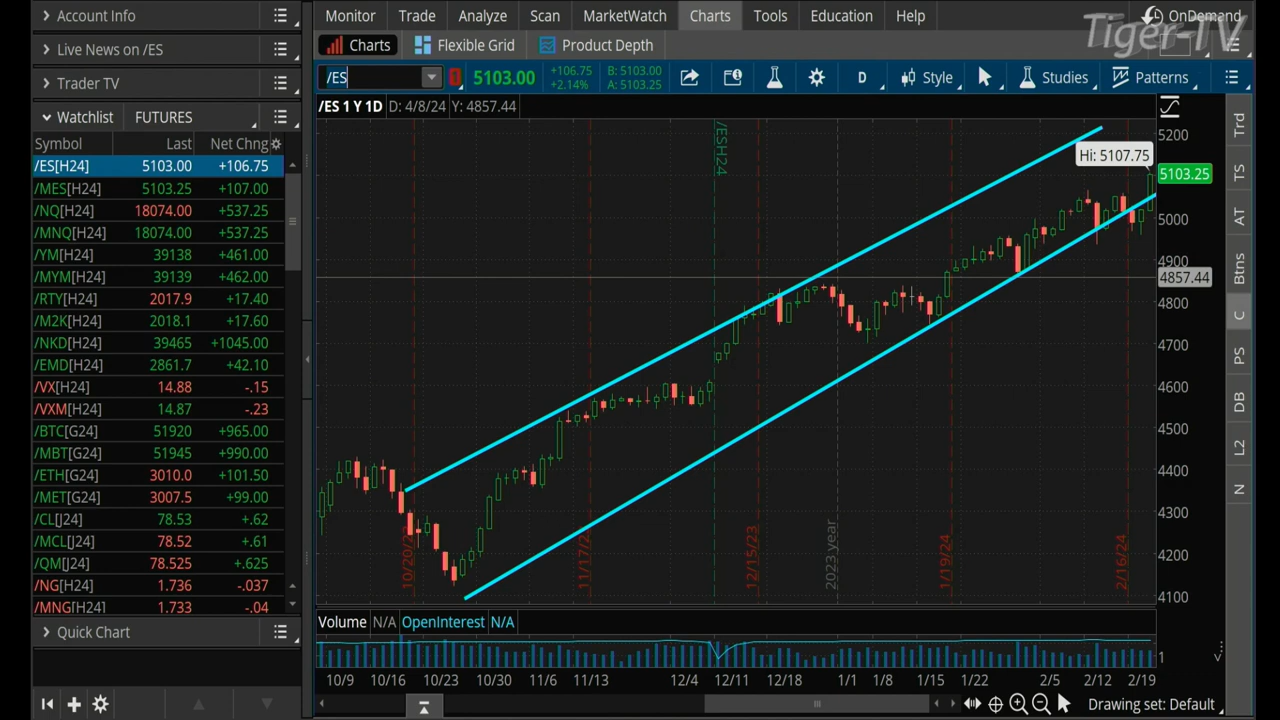 Account Info
Live News on /ES
Trader TV
Watchlist FUTURES
Symbol Last Net Chng
/ES[H24] 5103.00 +106.75
/MES[H24] 5103.25 +107.00
/NQ[H24] 18074.00 +537.25
/MNQ[H24] 18074.00 +537.25
/YM[H24] 39138 +461.00
/MYM[H24] 39139 +462.00
/RTY[H24] 2017.9 +17.40
/M2K[H24] 2018.1 +17.60
/NKD[H24] 39465 +1045.00
/EMD[H24] 2861.7 +42.10
/VX[H24] 14.88 -.15
/VXM[H24] 14.87 -.23
/BTC[G24] 51920 +965.00
/MBT[G24] 51945 +990.00
/ETH[G24] 3010.0 +101.50
/MET[G24] 3007.5 +99.00
/CL[J24] 78.53 +.62
/MCL[J24] 78.52 +.61
/QM[J24] 78.525 +.625
/NG[H24] 1.736 -.037
/MNG[H24] 1.733 -.04
Quick Chart
Monitor Trade Analyze Scan MarketWatch Charts Tools Education Help OnDemand
Tiger-TV
Charts Flexible Grid Product Depth
/ES 5103.00 +106.75 +2.14% B: 5103.00 A: 5103.25 D Style Studies Patterns
/ES 1 Y 1D D: 4/8/24 Y: 4857.44
/ESH24
Hi: 5107.75
5200
5103.25
5000
4900
4857.44
4800
4700
4600
4500
4400
4300
4200
4100
10/20/2
11/17/2
12/15/23
2023 year
1/19/24
2/16/24
Volume N/A OpenInterest N/A
1
10/9 10/16 10/23 10/30 11/6 11/13 12/4 12/11 12/18 1/1 1/8 1/15 1/22 2/5 2/12 2/19
Drawing set: Default
Trd
TS
AT
Btns
C
PS
DB
L2
N